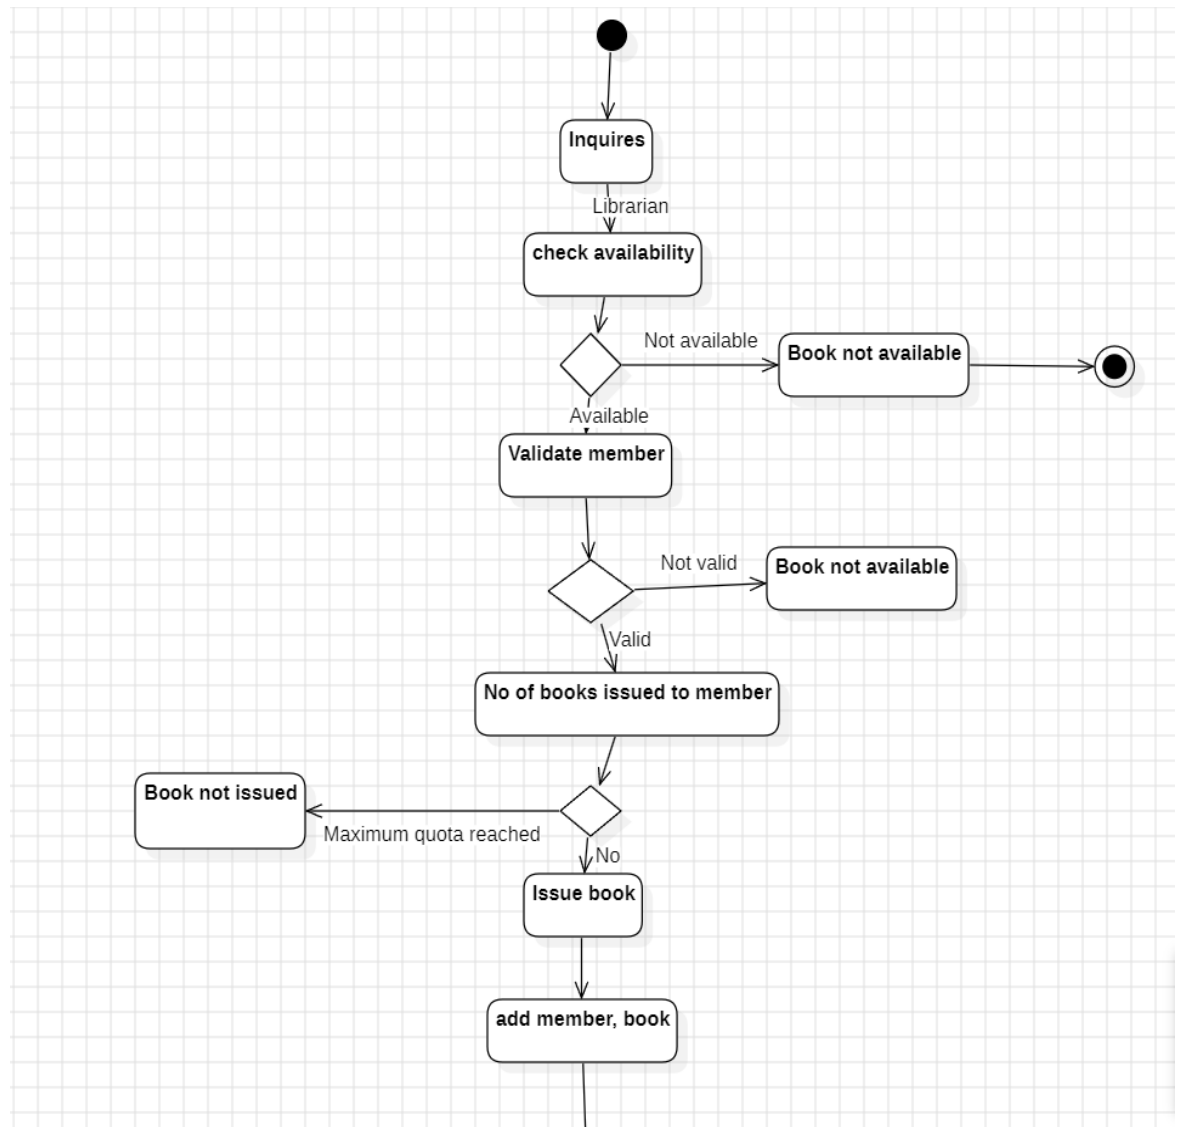 Inquires
Librarian
check availability
Not available
Book not available
Available
Validate member
Not valid
Book not available
Valid
No of books issued to member
Book not issued
Maximum quota reached
No
Issue book
add member, book